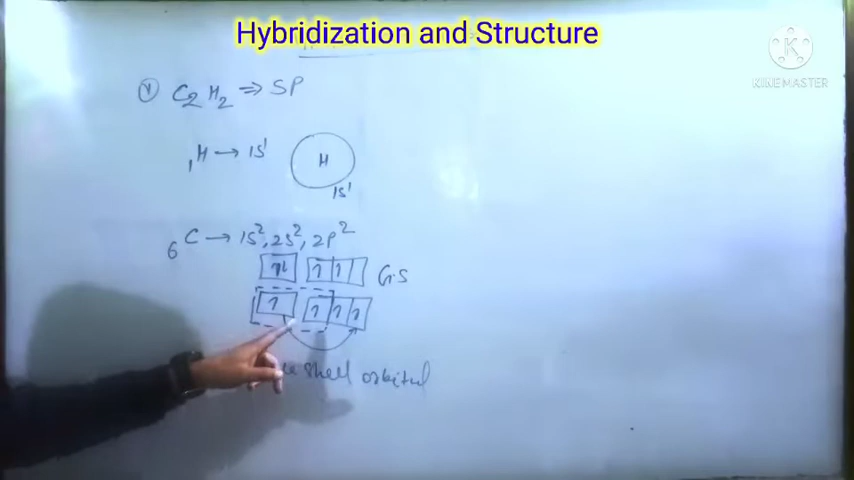 Hybridization and Structure
KINEMASTER
C₂H₂ ⇒ SP
₁H → 1s¹
H
1s¹
₆C → 1s², 2s², 2p²
G.S
shell orbital